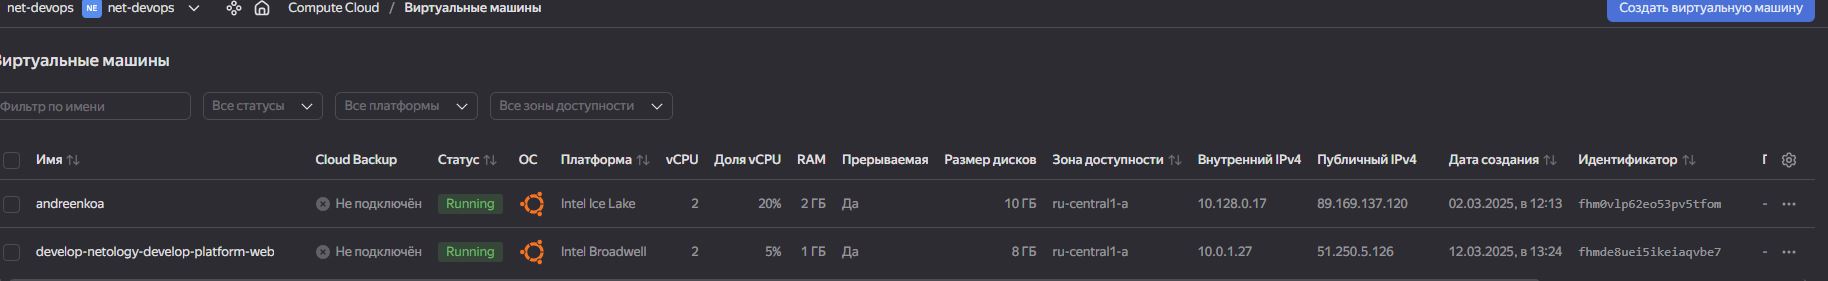 net-devops NE net-devops Compute Cloud / Виртуальные машины Создать виртуальную машину
Виртуальные машины
Фильтр по имени Все статусы Все платформы Все зоны доступности
Имя Cloud Backup Статус ОС Платформа vCPU Доля vCPU RAM Прерываемая Размер дисков Зона доступности Внутренний IPv4 Публичный IPv4 Дата создания Идентификатор
andreenkoa Не подключён Running Intel Ice Lake 2 20% 2 ГБ Да 10 ГБ ru-central1-a 10.128.0.17 89.169.137.120 02.03.2025, в 12:13 fhm0vlp62eo53pv5tfom -
develop-netology-develop-platform-web Не подключён Running Intel Broadwell 2 5% 1 ГБ Да 8 ГБ ru-central1-a 10.0.1.27 51.250.5.126 12.03.2025, в 13:24 fhmde8uei5ikeiaqvbe7 -